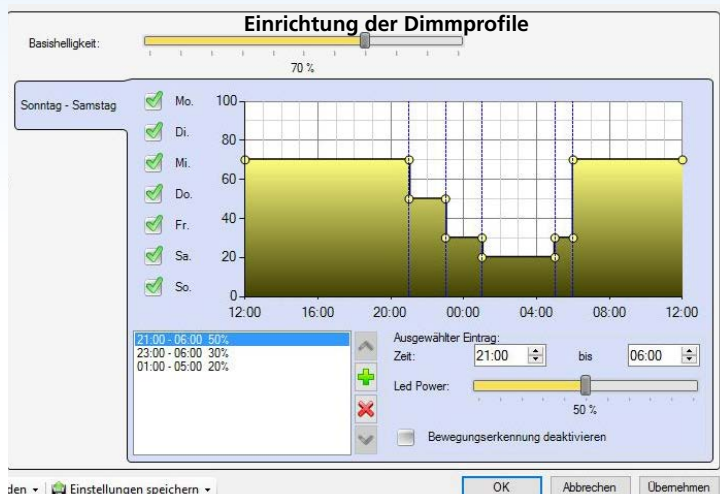 Einrichtung der Dimmprofile
Basishelligkeit:
70 %
Sonntag - Samstag
Mo.
Di.
Mi.
Do.
Fr.
Sa.
So.
100
80
60
40
20
0
12:00 16:00 20:00 00:00 04:00 08:00 12:00
21:00 - 06:00 50%
23:00 - 06:00 30%
01:00 - 05:00 20%
Ausgewählter Eintrag:
Zeit: 21:00 bis 06:00
Led Power:
50 %
Bewegungserkennung deaktivieren
den Einstellungen speichern OK Abbrechen Übernehmen